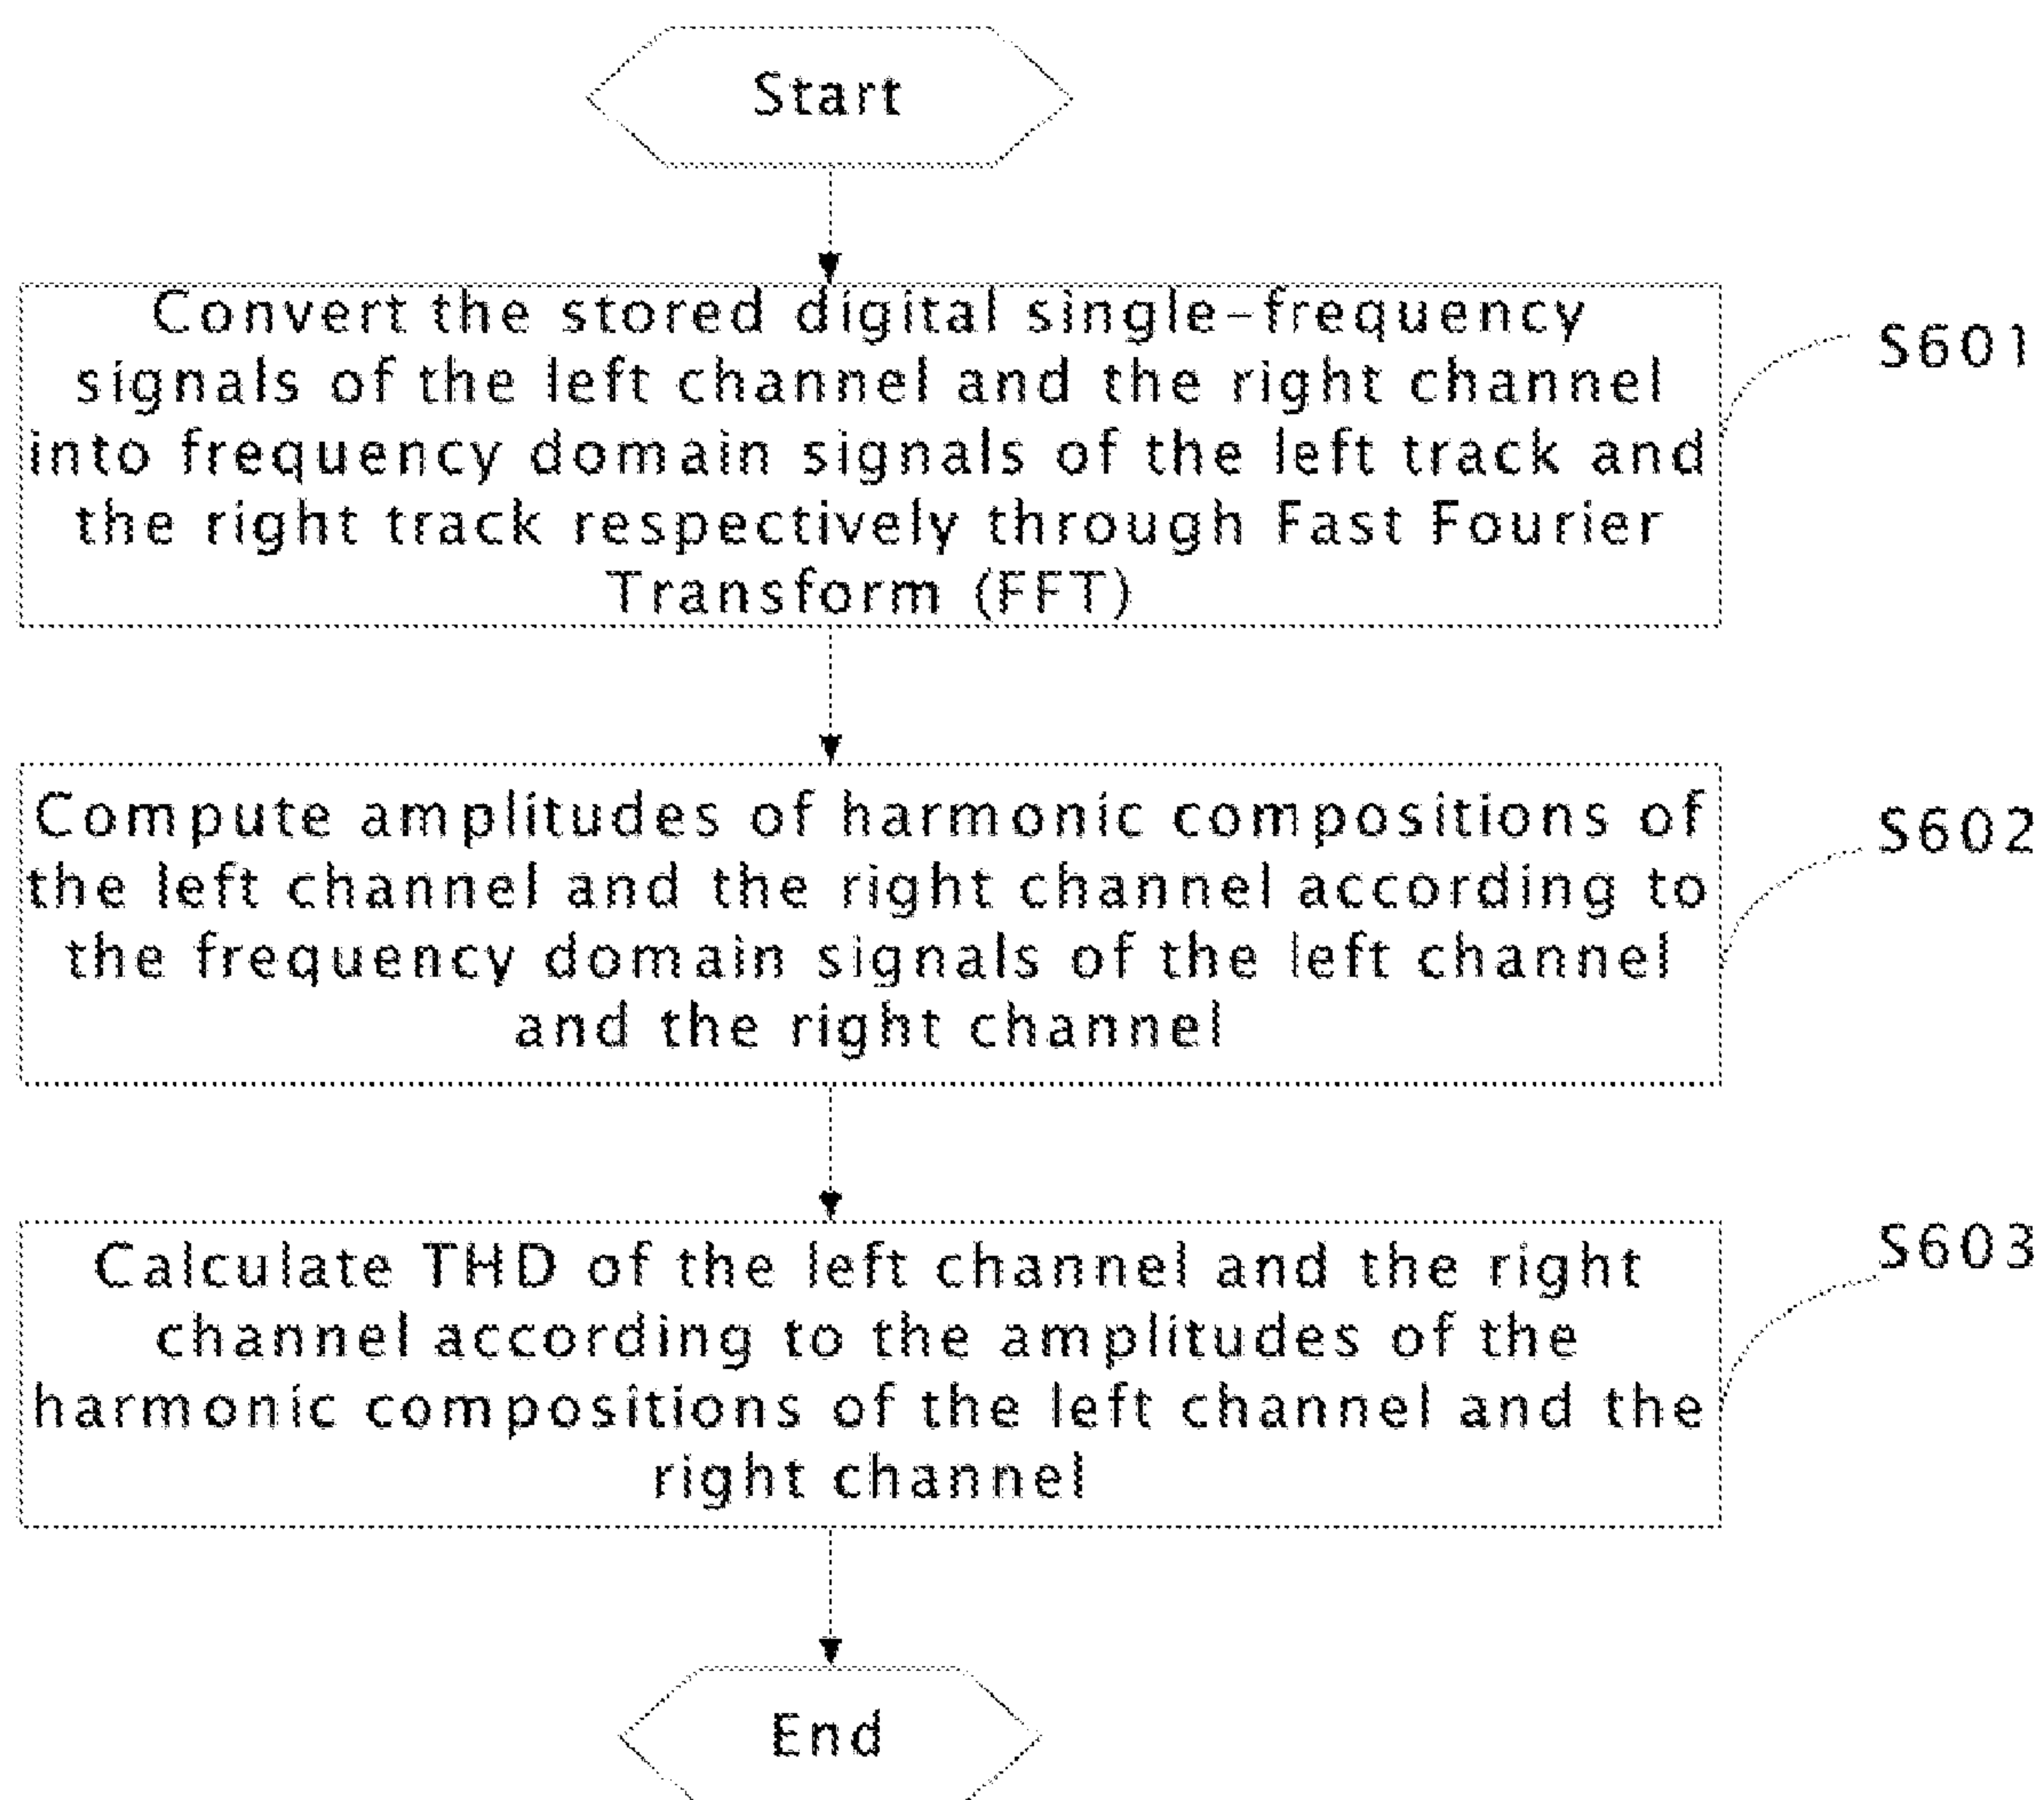 Start
Convert the stored digital single-frequency
signals of the left channel and the right channel
into frequency domain signals of the left track and
the right track respectively through Fast Fourier
Transform (FFT)
S601
Compute amplitudes of harmonic compositions of
the left channel and the right channel according to
the frequency domain signals of the left channel
and the right channel
S602
Calculate THD of the left channel and the right
channel according to the amplitudes of the
harmonic compositions of the left channel and the
right channel
S603
End